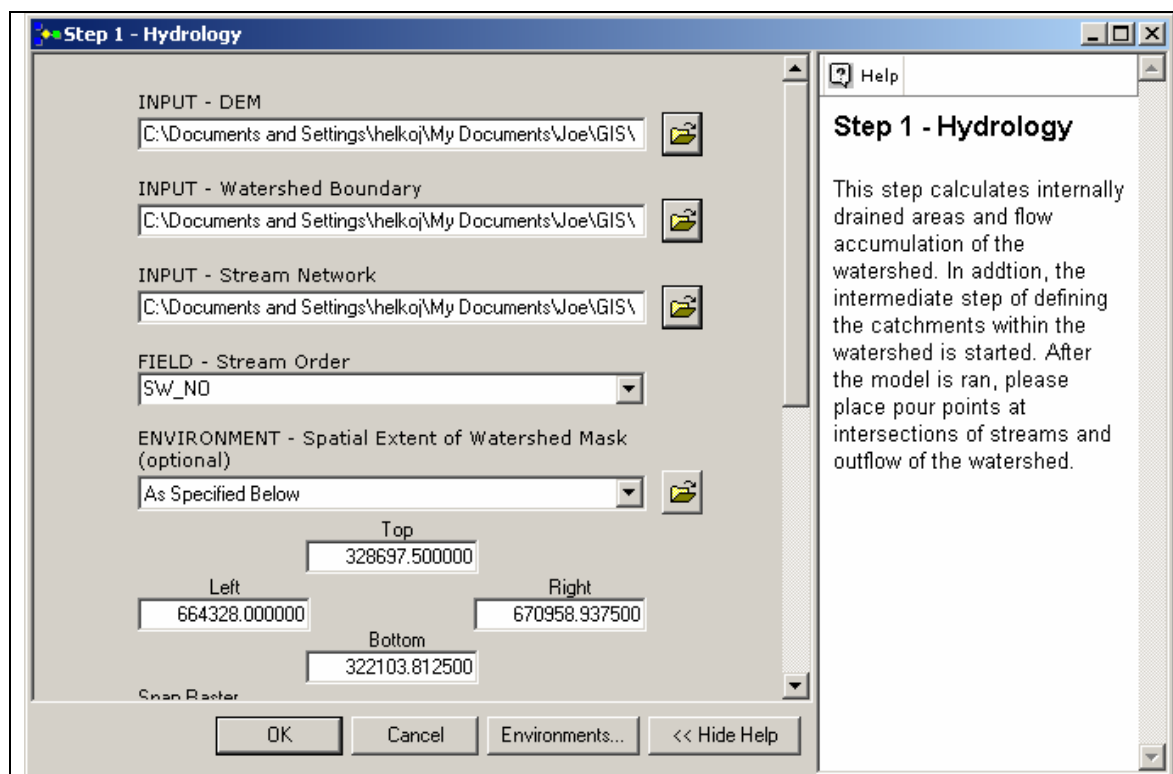 Step 1 - Hydrology
INPUT - DEM
C:\Documents and Settings\helkoj\My Documents\Joe\GIS\
INPUT - Watershed Boundary
C:\Documents and Settings\helkoj\My Documents\Joe\GIS\
INPUT - Stream Network
C:\Documents and Settings\helkoj\My Documents\Joe\GIS\
FIELD - Stream Order
SW_NO
ENVIRONMENT - Spatial Extent of Watershed Mask
(optional)
As Specified Below
Top
328697.500000
Left Right
664328.000000 670958.937500
Bottom
322103.812500
Snap Raster
OK Cancel Environments... << Hide Help
Help
Step 1 - Hydrology
This step calculates internally
drained areas and flow
accumulation of the
watershed. In addtion, the
intermediate step of defining
the catchments within the
watershed is started. After
the model is ran, please
place pour points at
intersections of streams and
outflow of the watershed.